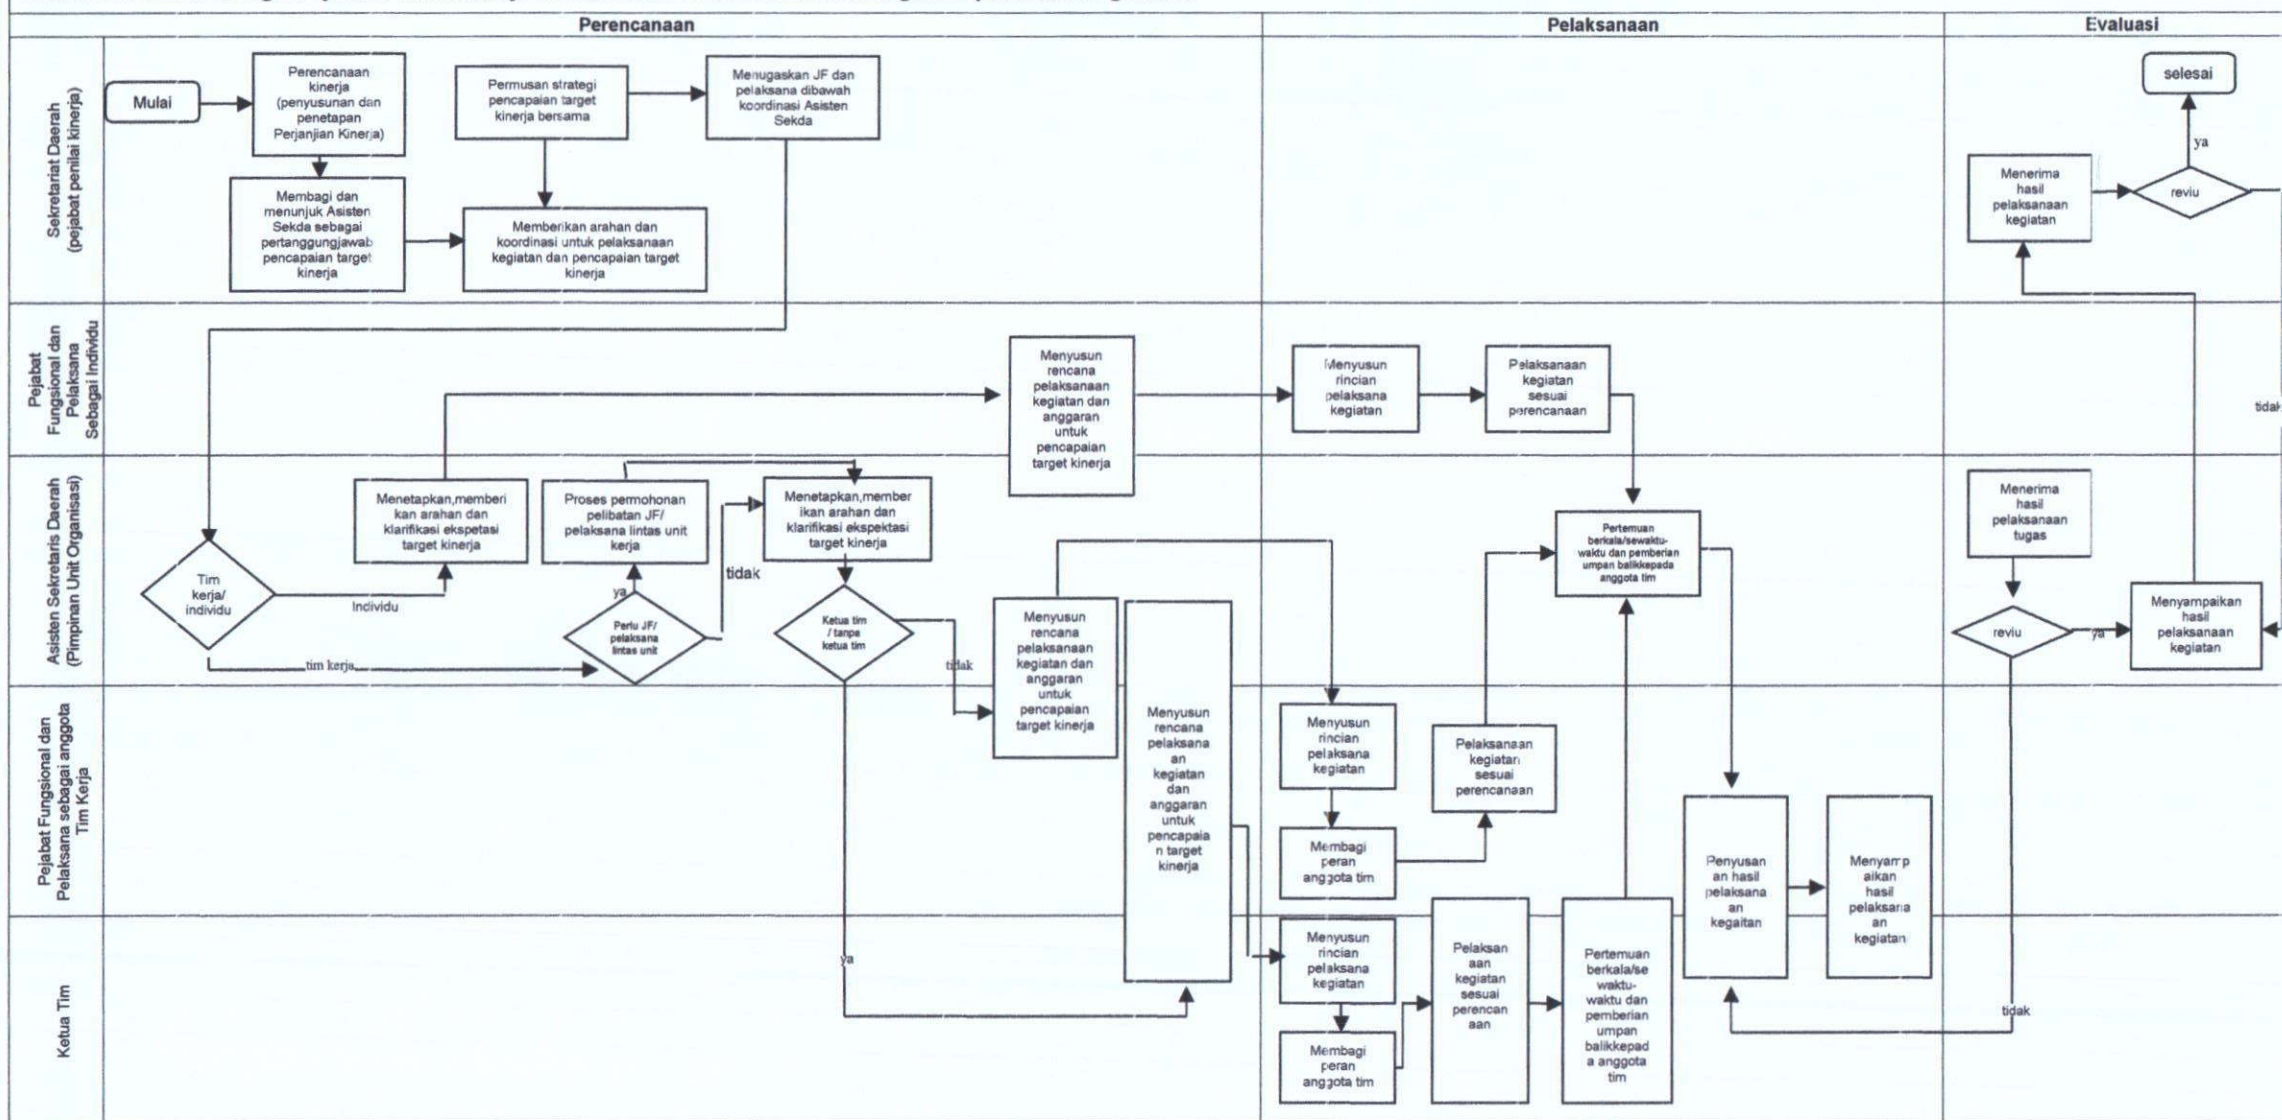 Perencanaan
Pelaksanaan
Evaluasi
Sekretariat Daerah
(pejabat penilai kinerja)
Mulai
Perencanaan
kinerja
(penyusunan dan
penetapan
Perjanjian Kinerja)
Permusan strategi
pencapaian target
kinerja bersama
Menugaskan JF dan
pelaksana dibawah
koordinasi Asisten
Sekda
Membagi dan
menunjuk Asisten
Sekda sebagai
pertanggungjawab
pencapaian target
kinerja
Memberikan arahan dan
koordinasi untuk pelaksanaan
kegiatan dan pencapaian target
kinerja
selesai
ya
Menerima
hasil
pelaksanaan
kegiatan
reviu
Pejabat
Fungsional dan
Pelaksana
Sebagai Individu
Menyusun
rencana
pelaksanaan
kegiatan dan
anggaran
untuk
pencapaian
target kinerja
Menyusun
rincian
pelaksana
kegiatan
Pelaksanaan
kegiatan
sesuai
perencanaan
tidak
Asisten Sekretaris Daerah
(Pimpinan Unit Organisasi)
Tim
kerja/
individu
Individu
tim kerja
Menetapkan,memberi
kan arahan dan
klarifikasi ekspetasi
target kinerja
Proses permohonan
pelibatan JF/
pelaksana lintas unit
kerja
ya
Perlu JF/
pelaksana
lintas unit
tidak
Menetapkan,member
ikan arahan dan
klarifikasi ekspektasi
target kinerja
Ketua tim
/ tanpa
ketua tim
tidak
Menyusun
rencana
pelaksanaan
kegiatan dan
anggaran
untuk
pencapaian
target kinerja
Pertemuan
berkala/sewaktu-
waktu dan pemberian
umpan balikkepada
anggota tim
Menerima
hasil
pelaksanaan
tugas
reviu
ya
Menyampaikan
hasil
pelaksanaan
kegiatan
Pejabat Fungsional dan
Pelaksana sebagai anggota
Tim Kerja
Menyusun
rencana
pelaksana
an
kegiatan
dan
anggaran
untuk
pencapaia
n target
kinerja
Menyusun
rincian
pelaksana
kegiatan
Membagi
peran
anggota tim
Pelaksanaan
kegiatan
sesuai
perencanaan
Penyusun
an hasil
pelaksana
an
kegaitan
Menyamp
aikan
hasil
pelaksana
an
kegiatan
Ketua Tim
ya
Menyusun
rincian
pelaksana
kegiatan
Membagi
peran
anggota tim
Pelaksan
aan
kegiatan
sesuai
perencan
aan
Pertemuan
berkala/se
waktu-
waktu dan
pemberian
umpan
balikkepad
a anggota
tim
tidak